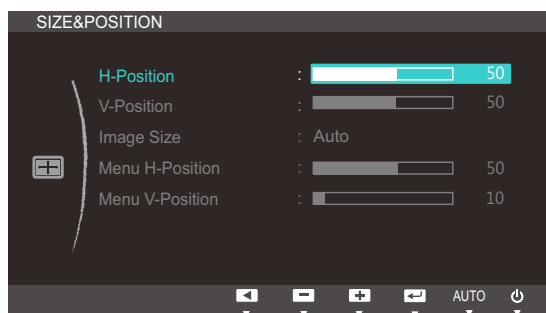 SIZE&POSITION
H-Position : 50
V-Position : 50
Image Size : Auto
Menu H-Position : 50
Menu V-Position : 10
AUTO